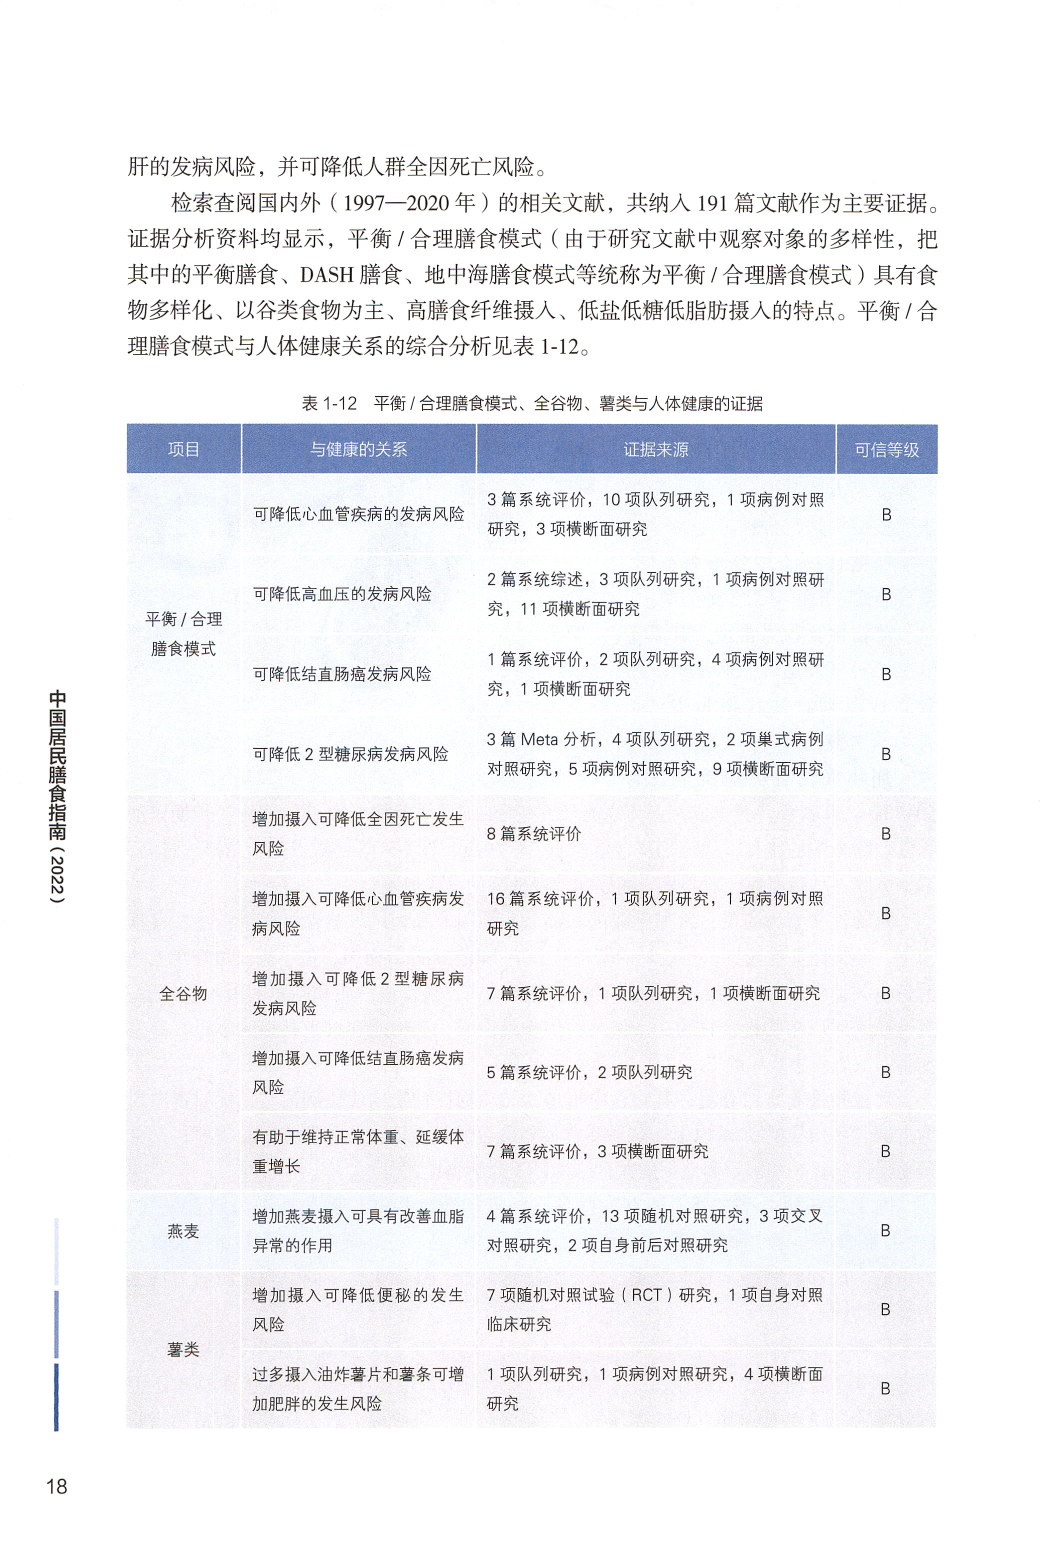 肝的发病风险，并可降低人群全因死亡风险。
检索查阅国内外（1997—2020 年）的相关文献，共纳入 191 篇文献作为主要证据。
证据分析资料均显示，平衡 / 合理膳食模式（由于研究文献中观察对象的多样性，把
其中的平衡膳食、DASH 膳食、地中海膳食模式等统称为平衡 / 合理膳食模式）具有食
物多样化、以谷类食物为主、高膳食纤维摄入、低盐低糖低脂肪摄入的特点。平衡 / 合
理膳食模式与人体健康关系的综合分析见表 1-12。
表 1-12 平衡 / 合理膳食模式、全谷物、薯类与人体健康的证据
项目 与健康的关系 证据来源 可信等级
平衡 / 合理
膳食模式
可降低心血管疾病的发病风险
3 篇系统评价，10 项队列研究，1 项病例对照
研究，3 项横断面研究
B
可降低高血压的发病风险
2 篇系统综述，3 项队列研究，1 项病例对照研
究，11 项横断面研究
B
可降低结直肠癌发病风险
1 篇系统评价，2 项队列研究，4 项病例对照研
究，1 项横断面研究
B
可降低 2 型糖尿病发病风险
3 篇 Meta 分析，4 项队列研究，2 项巢式病例
对照研究，5 项病例对照研究，9 项横断面研究
B
全谷物
增加摄入可降低全因死亡发生
风险
8 篇系统评价
B
增加摄入可降低心血管疾病发
病风险
16 篇系统评价，1 项队列研究，1 项病例对照
研究
B
增加摄入可降低 2 型糖尿病
发病风险
7 篇系统评价，1 项队列研究，1 项横断面研究
B
增加摄入可降低结直肠癌发病
风险
5 篇系统评价，2 项队列研究
B
有助于维持正常体重、延缓体
重增长
7 篇系统评价，3 项横断面研究
B
燕麦
增加燕麦摄入可具有改善血脂
异常的作用
4 篇系统评价，13 项随机对照研究，3 项交叉
对照研究，2 项自身前后对照研究
B
薯类
增加摄入可降低便秘的发生
风险
7 项随机对照试验（RCT）研究，1 项自身对照
临床研究
B
过多摄入油炸薯片和薯条可增
加肥胖的发生风险
1 项队列研究，1 项病例对照研究，4 项横断面
研究
B
中国居民膳食指南（2022）
18